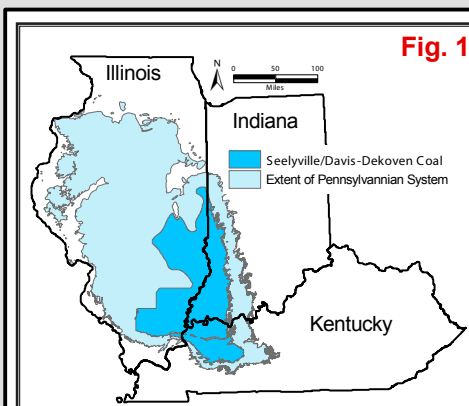 Fig. 1
Illinois
N
0 50 100
Miles
Indiana
Seelyville/Davis-Dekoven Coal
Extent of Pennsylvannian System
Kentucky